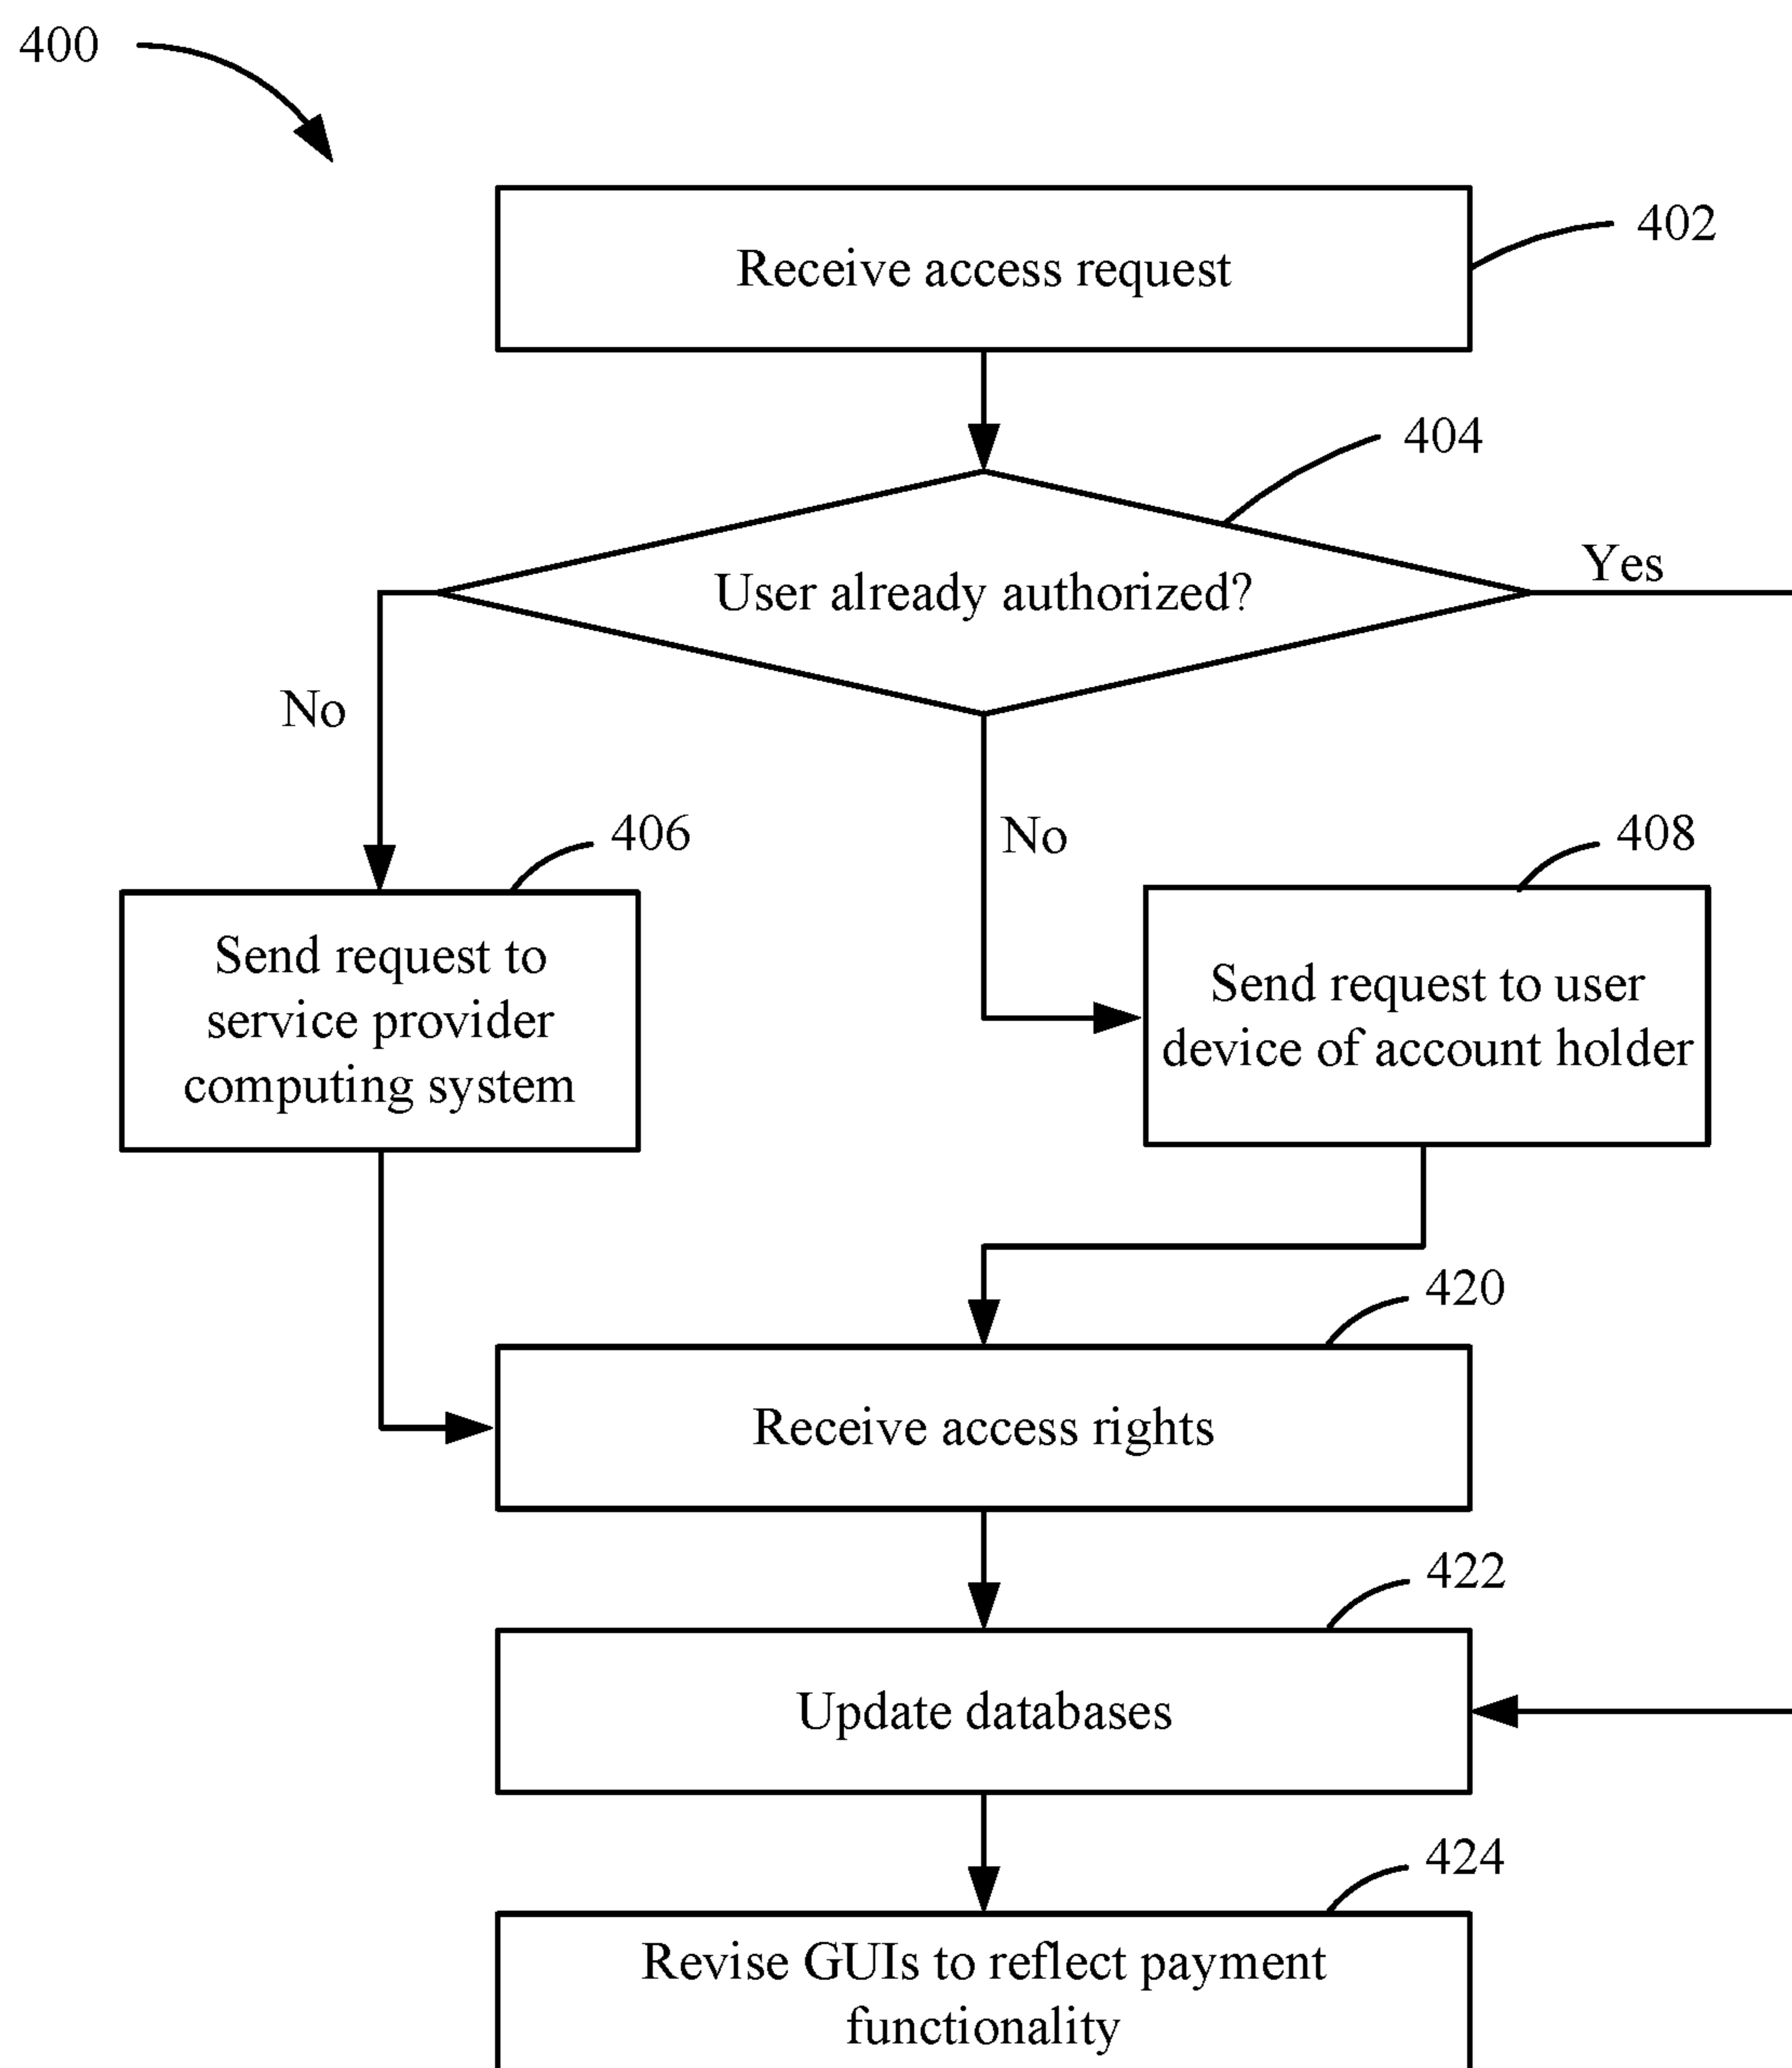 400
Receive access request
402
404
User already authorized?
Yes
No
No
406
408
Send request to
service provider
computing system
Send request to user
device of account holder
420
Receive access rights
422
Update databases
424
Revise GUIs to reflect payment
functionality